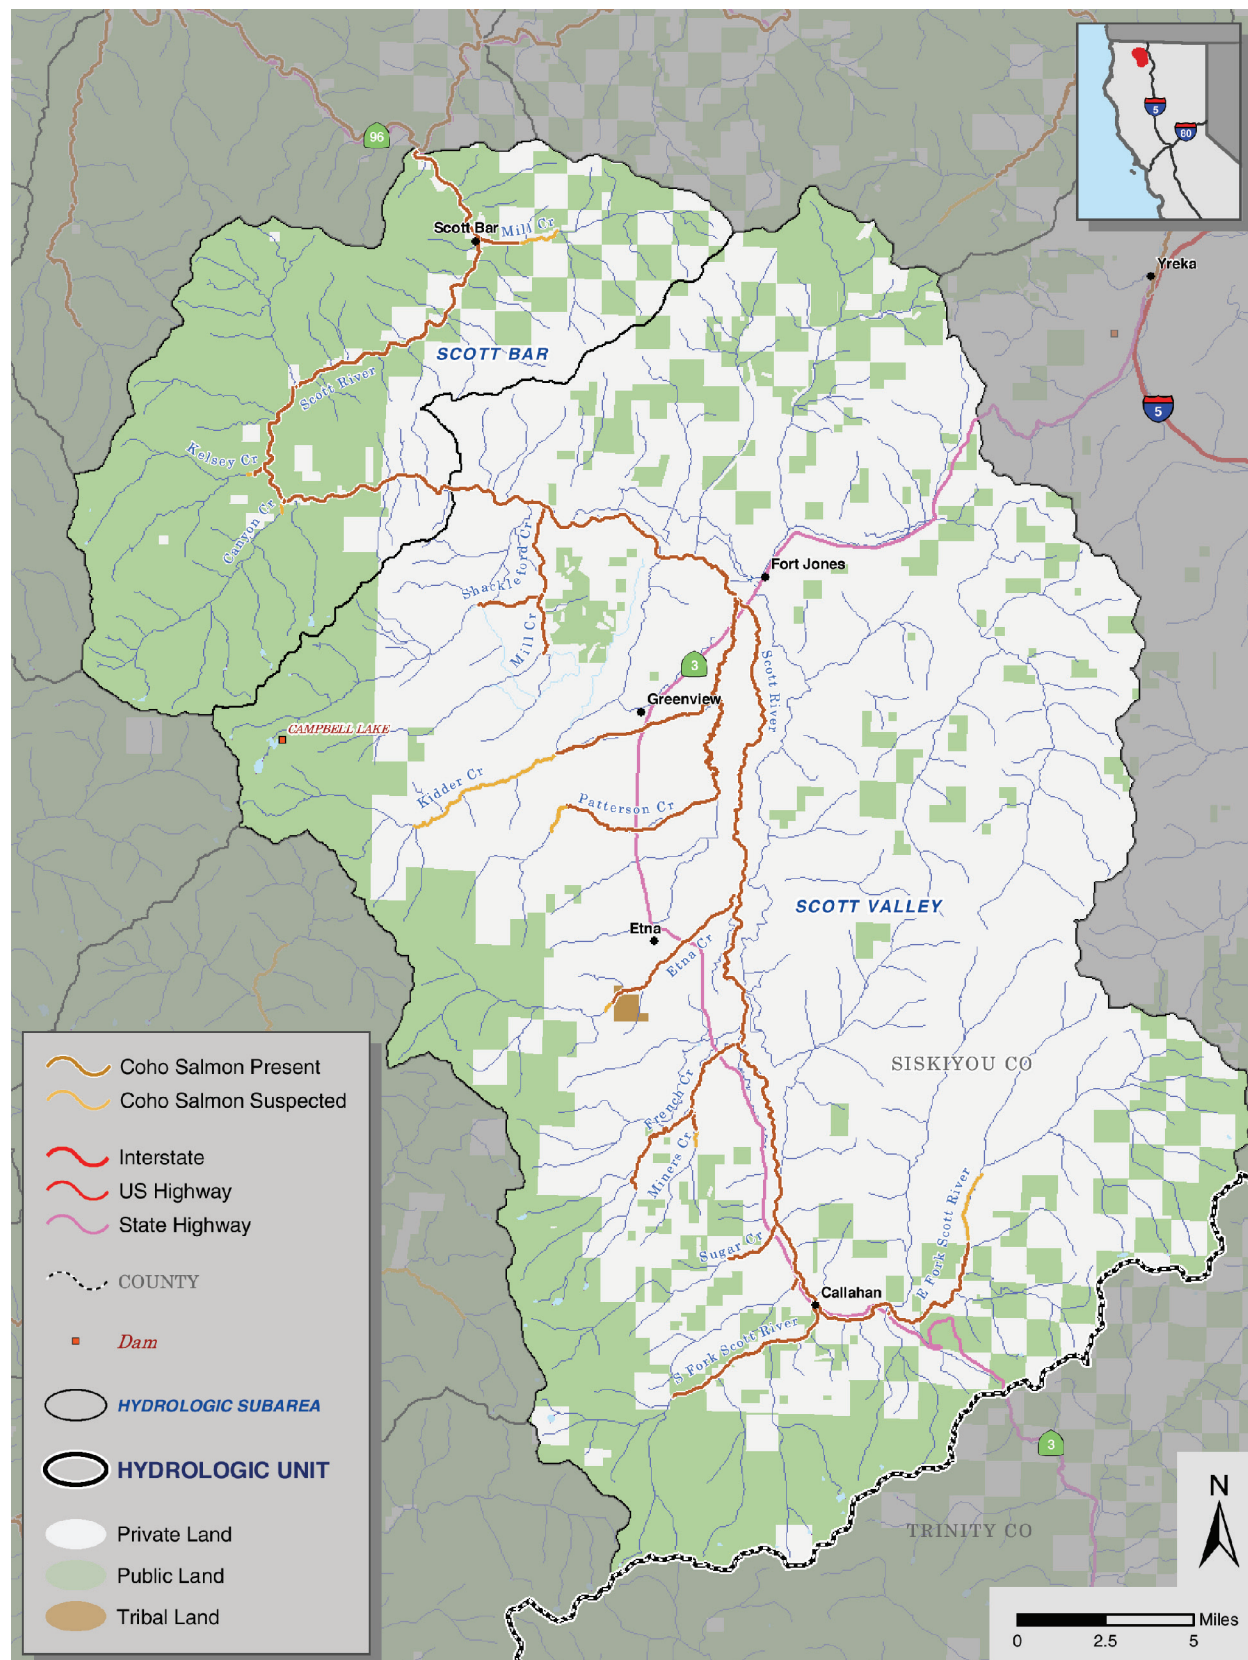 96
5
80
Scott Bar
Mill Cr
Yreka
SCOTT BAR
Scott River
5
Kelsey Cr
Canyon Cr
Shackleford Cr
Fort Jones
Mill Cr
3
Scott River
Greenview
CAMPBELL LAKE
Kidder Cr
Patterson Cr
SCOTT VALLEY
Etna
Etna Cr
SISKIYOU CO
French Cr
Miners Cr
E Fork Scott River
Sugar Cr
Callahan
S Fork Scott River
3
TRINITY CO
Coho Salmon Present
Coho Salmon Suspected
Interstate
US Highway
State Highway
COUNTY
Dam
HYDROLOGIC SUBAREA
HYDROLOGIC UNIT
Private Land
Public Land
Tribal Land
N
Miles
0 2.5 5